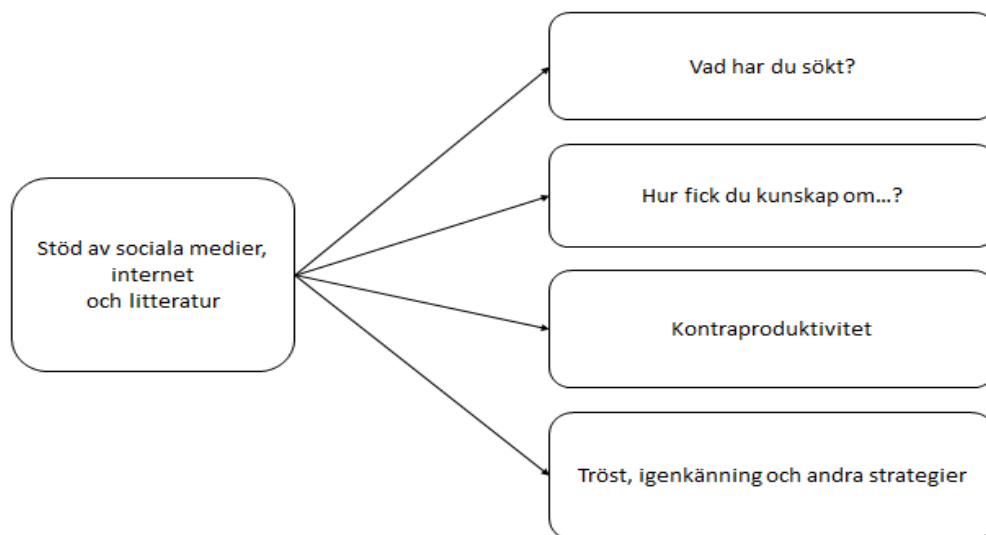 Stöd av sociala medier,
internet
och litteratur
Vad har du sökt?
Hur fick du kunskap om...?
Kontraproduktivitet
Tröst, igenkänning och andra strategier